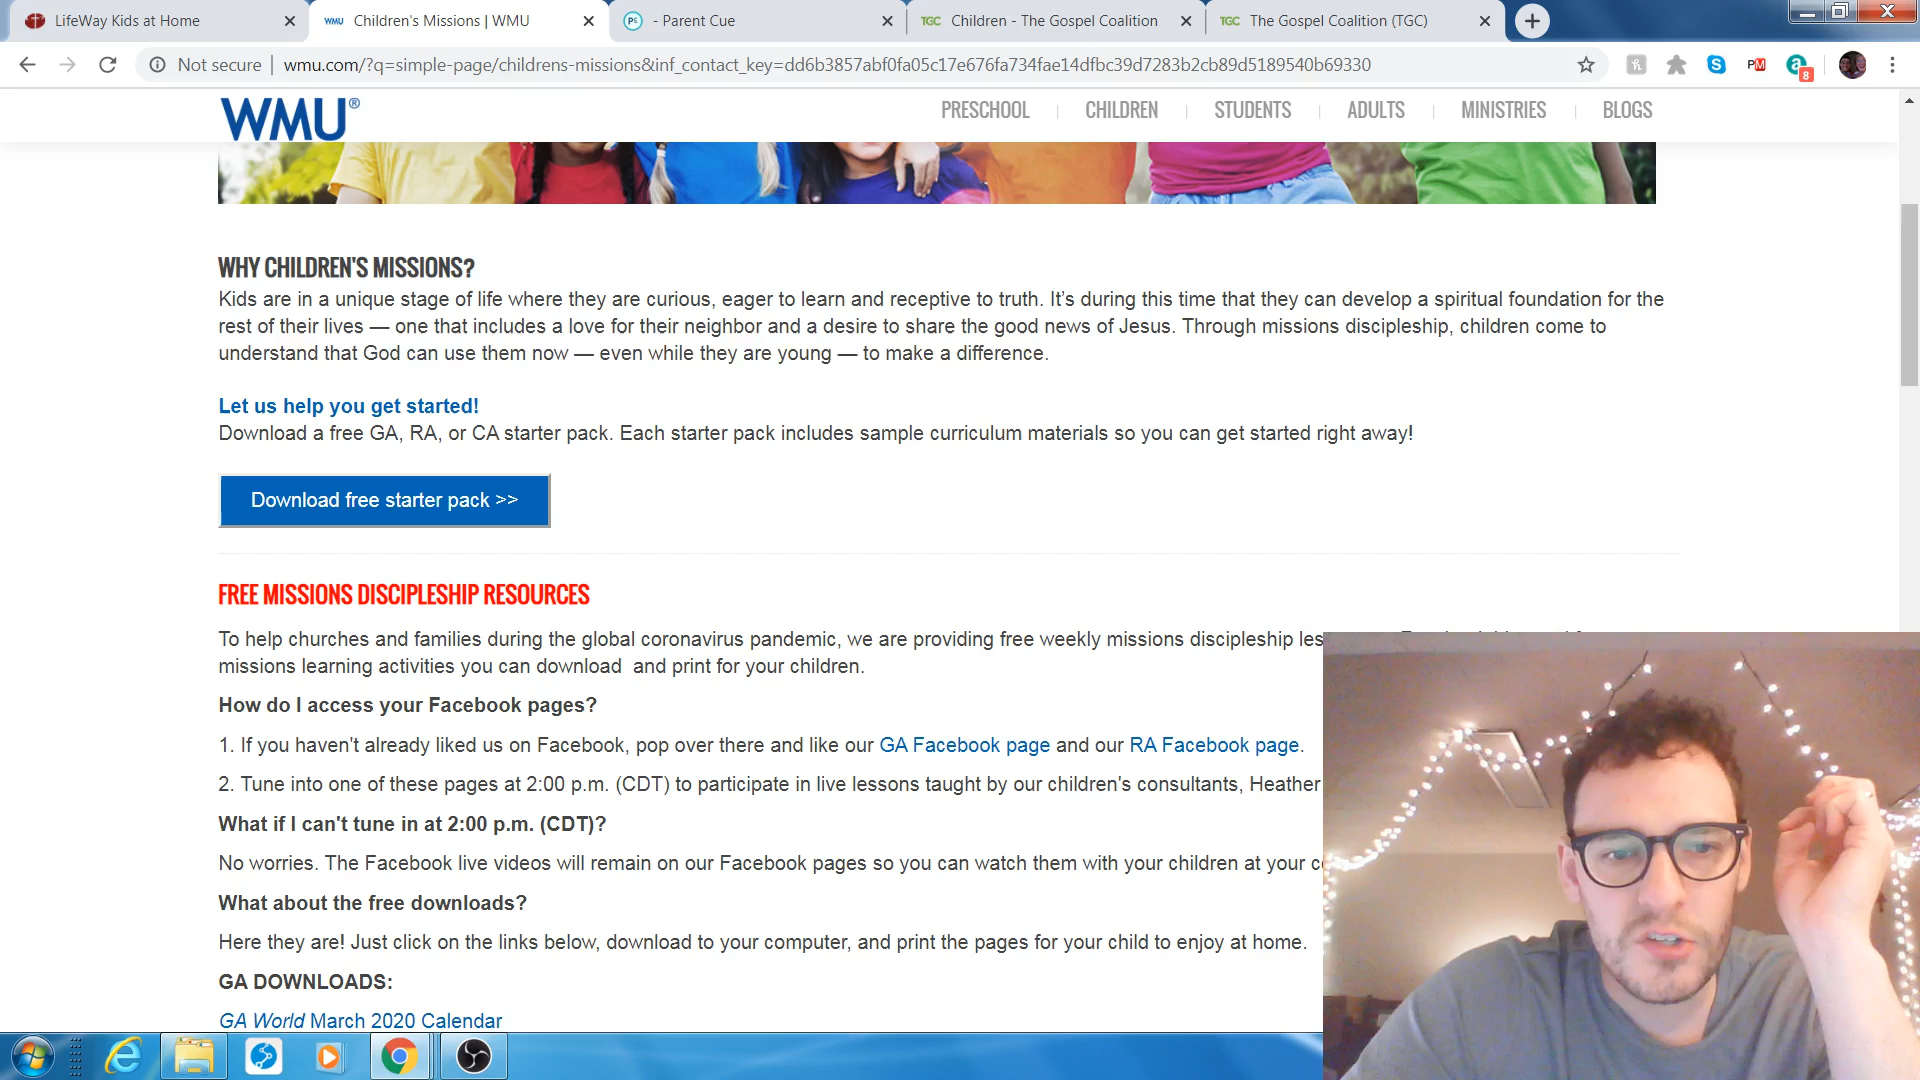 LifeWay Kids at Home
WMU Children's Missions | WMU
- Parent Cue
TGC Children - The Gospel Coalition
TGC The Gospel Coalition (TGC)
Not secure | wmu.com/?q=simple-page/childrens-missions&inf_contact_key=dd6b3857abf0fa05c17e676fa734fae14dfbc39d7283b2cb89d5189540b69330
PM
8
WMU®
PRESCHOOL | CHILDREN | STUDENTS | ADULTS | MINISTRIES | BLOGS
WHY CHILDREN'S MISSIONS?
Kids are in a unique stage of life where they are curious, eager to learn and receptive to truth. It's during this time that they can develop a spiritual foundation for the
rest of their lives — one that includes a love for their neighbor and a desire to share the good news of Jesus. Through missions discipleship, children come to
understand that God can use them now — even while they are young — to make a difference.
Let us help you get started!
Download a free GA, RA, or CA starter pack. Each starter pack includes sample curriculum materials so you can get started right away!
Download free starter pack >>
FREE MISSIONS DISCIPLESHIP RESOURCES
To help churches and families during the global coronavirus pandemic, we are providing free weekly missions discipleship les
missions learning activities you can download  and print for your children.
How do I access your Facebook pages?
1. If you haven't already liked us on Facebook, pop over there and like our GA Facebook page and our RA Facebook page.
2. Tune into one of these pages at 2:00 p.m. (CDT) to participate in live lessons taught by our children's consultants, Heather
What if I can't tune in at 2:00 p.m. (CDT)?
No worries. The Facebook live videos will remain on our Facebook pages so you can watch them with your children at your c
What about the free downloads?
Here they are! Just click on the links below, download to your computer, and print the pages for your child to enjoy at home.
GA DOWNLOADS:
GA World March 2020 Calendar